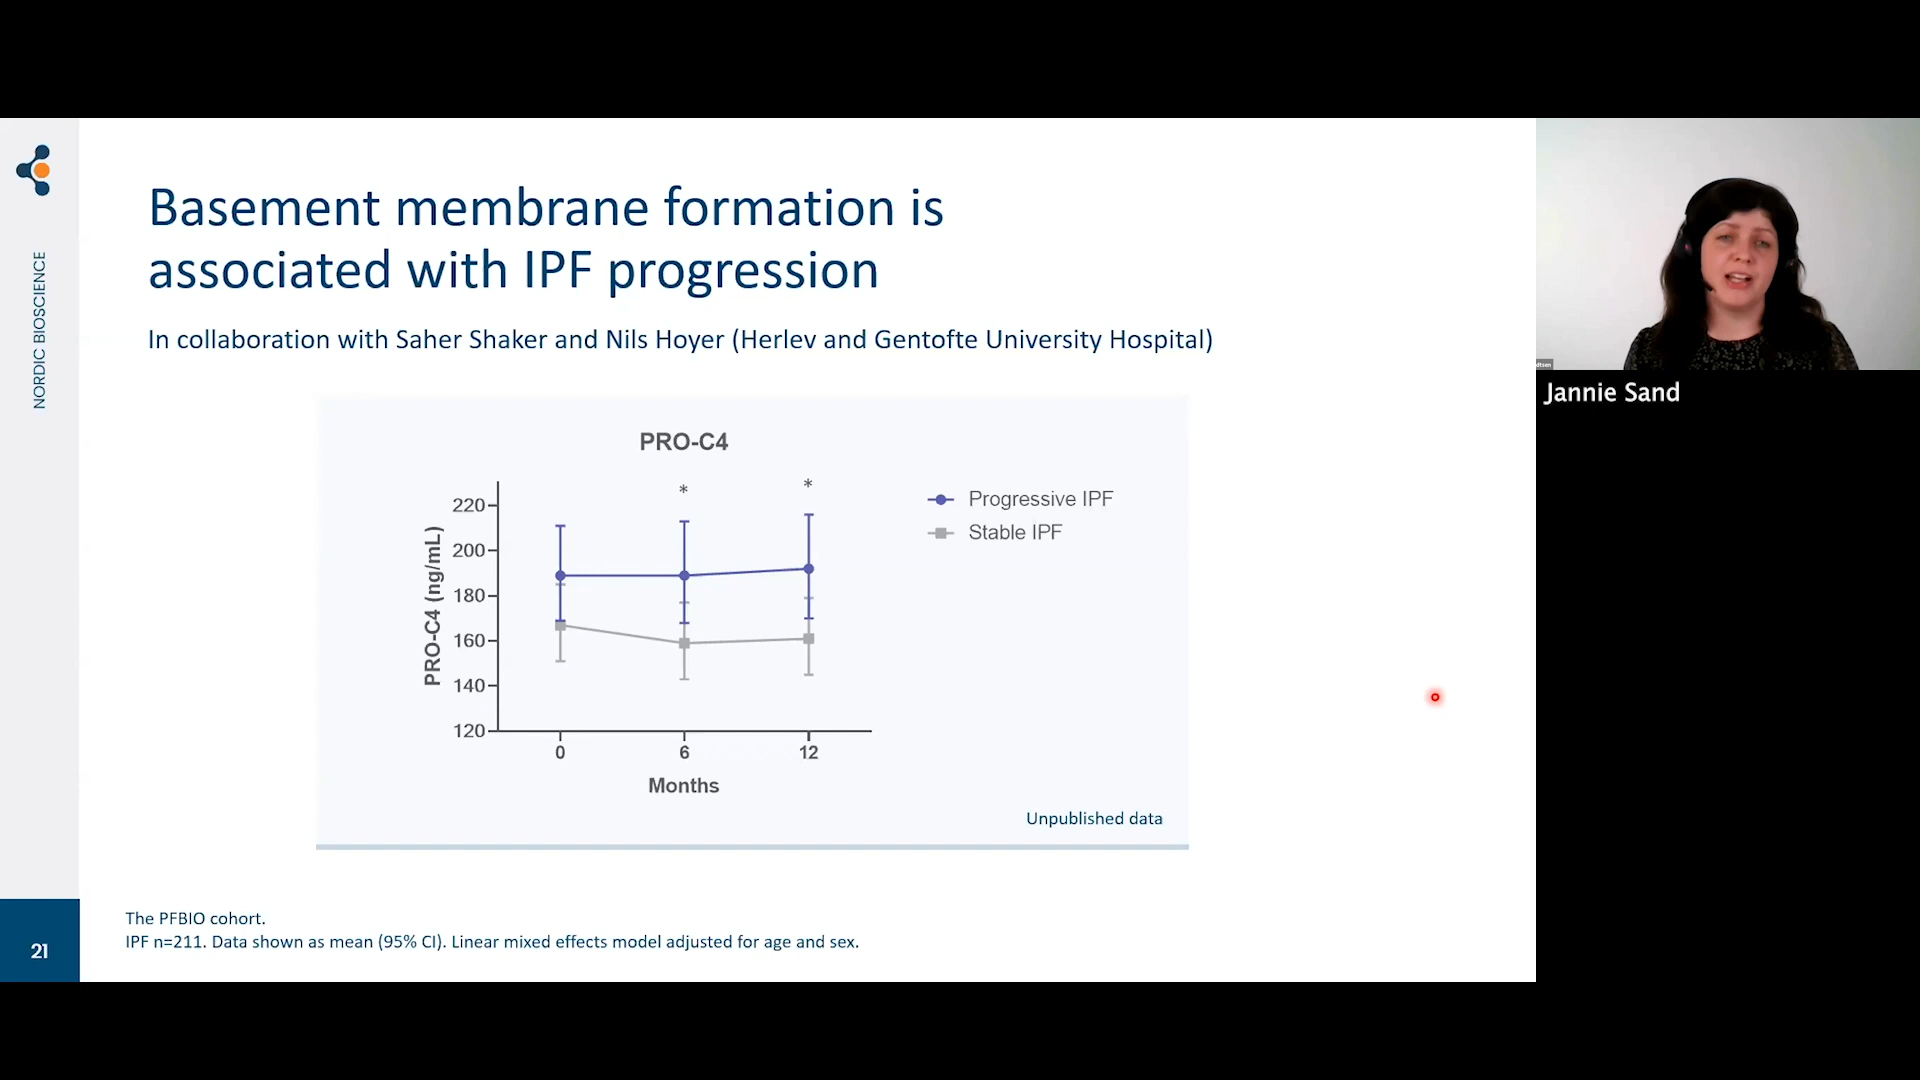 NORDIC BIOSCIENCE
Basement membrane formation is
associated with IPF progression
In collaboration with Saher Shaker and Nils Hoyer (Herlev and Gentofte University Hospital)
PRO-C4
* *
PRO-C4 (ng/mL)
220
200
180
160
140
120
0 6 12
Months
Progressive IPF
Stable IPF
Unpublished data
The PFBIO cohort.
IPF n=211. Data shown as mean (95% CI). Linear mixed effects model adjusted for age and sex.
21
Jannie Sand